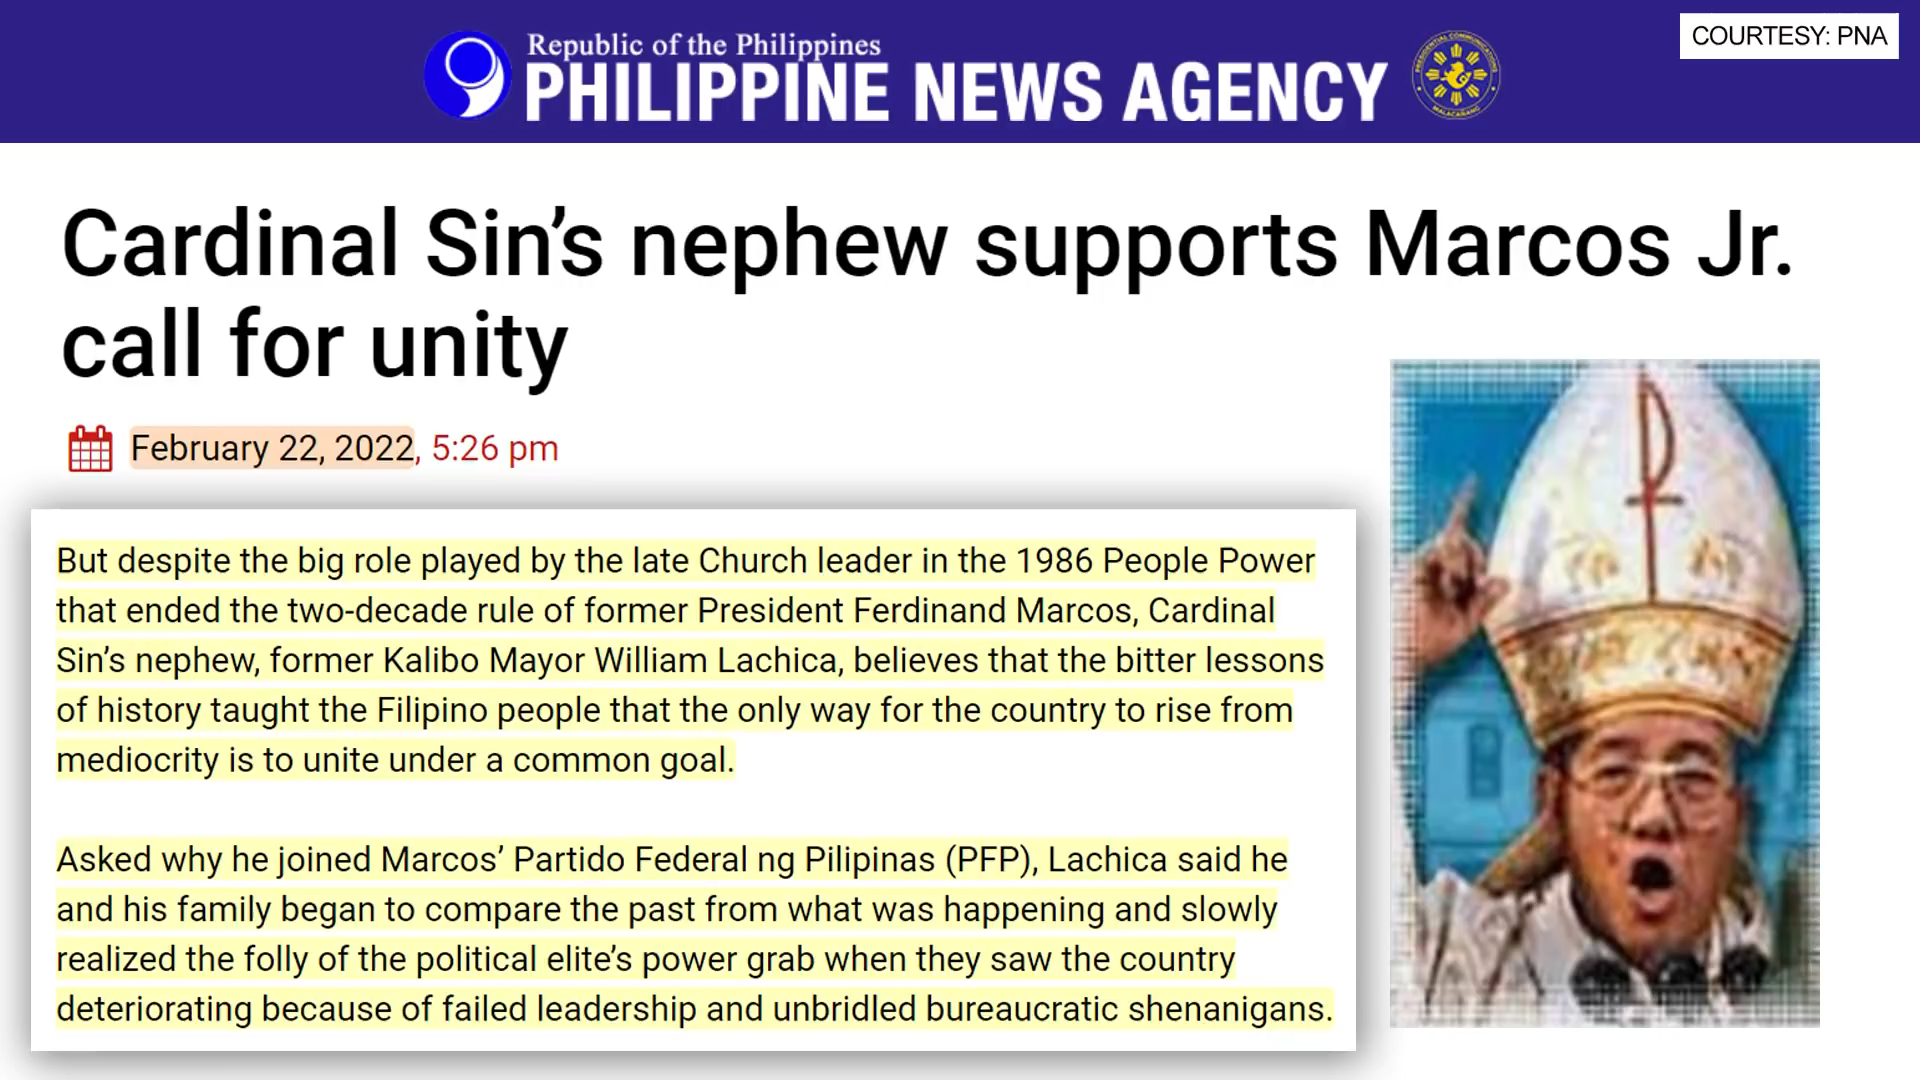 COURTESY: PNA
Republic of the Philippines
PHILIPPINE NEWS AGENCY
Cardinal Sin’s nephew supports Marcos Jr.
call for unity
February 22, 2022, 5:26 pm
But despite the big role played by the late Church leader in the 1986 People Power
that ended the two-decade rule of former President Ferdinand Marcos, Cardinal
Sin’s nephew, former Kalibo Mayor William Lachica, believes that the bitter lessons
of history taught the Filipino people that the only way for the country to rise from
mediocrity is to unite under a common goal.
Asked why he joined Marcos’ Partido Federal ng Pilipinas (PFP), Lachica said he
and his family began to compare the past from what was happening and slowly
realized the folly of the political elite’s power grab when they saw the country
deteriorating because of failed leadership and unbridled bureaucratic shenanigans.